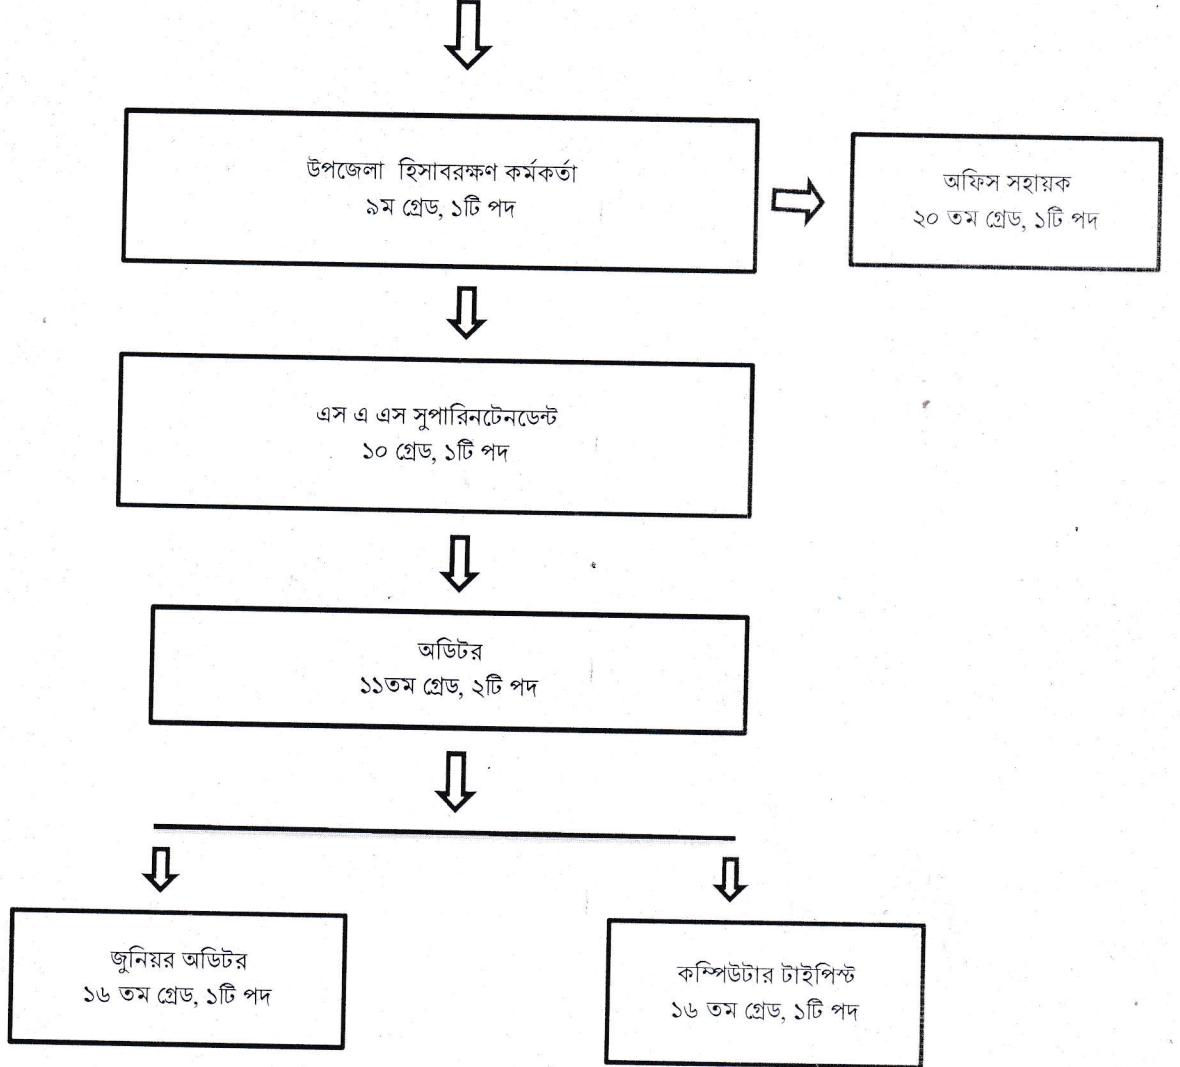 উপজেলা হিসাবরক্ষণ কর্মকর্তা
৯ম গ্রেড, ১টি পদ
অফিস সহায়ক
২০ তম গ্রেড, ১টি পদ
এস এ এস সুপারিনটেনডেন্ট
১০ গ্রেড, ১টি পদ
অডিটর
১১তম গ্রেড, ২টি পদ
জুনিয়র অডিটর
১৬ তম গ্রেড, ১টি পদ
কম্পিউটার টাইপিস্ট
১৬ তম গ্রেড, ১টি পদ